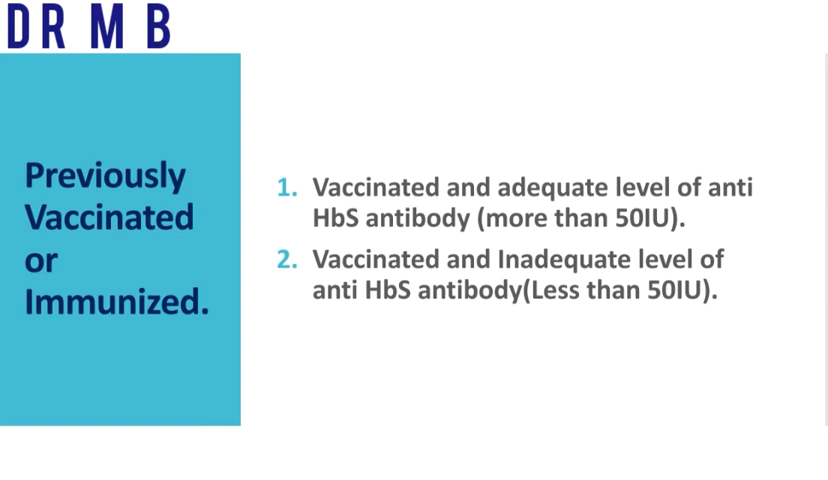 DR M B
Previously
Vaccinated
or
Immunized.
1. Vaccinated and adequate level of anti
HbS antibody (more than 50IU).
2. Vaccinated and Inadequate level of
anti HbS antibody(Less than 50IU).